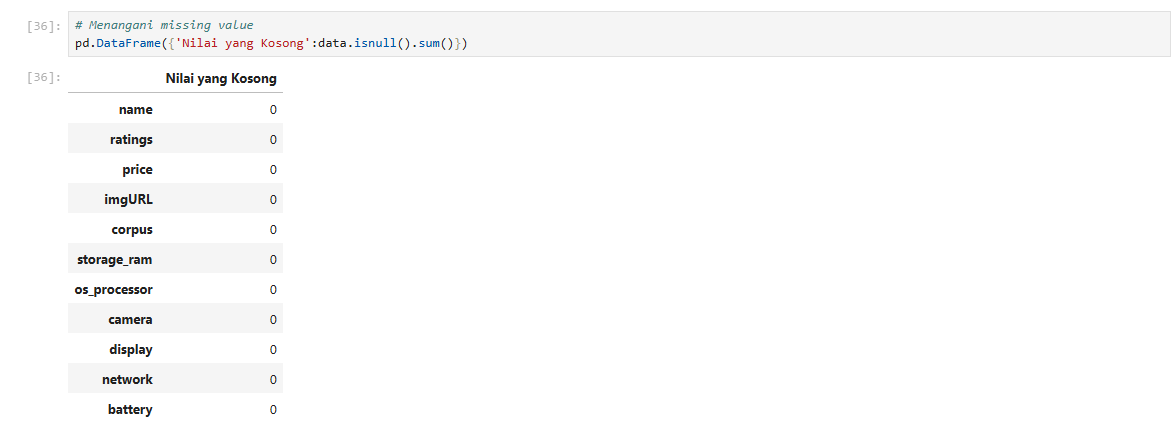 [36]: # Menangani missing value
pd.DataFrame({'Nilai yang Kosong':data.isnull().sum()})
[36]: Nilai yang Kosong
name 0
ratings 0
price 0
imgURL 0
corpus 0
storage_ram 0
os_processor 0
camera 0
display 0
network 0
battery 0